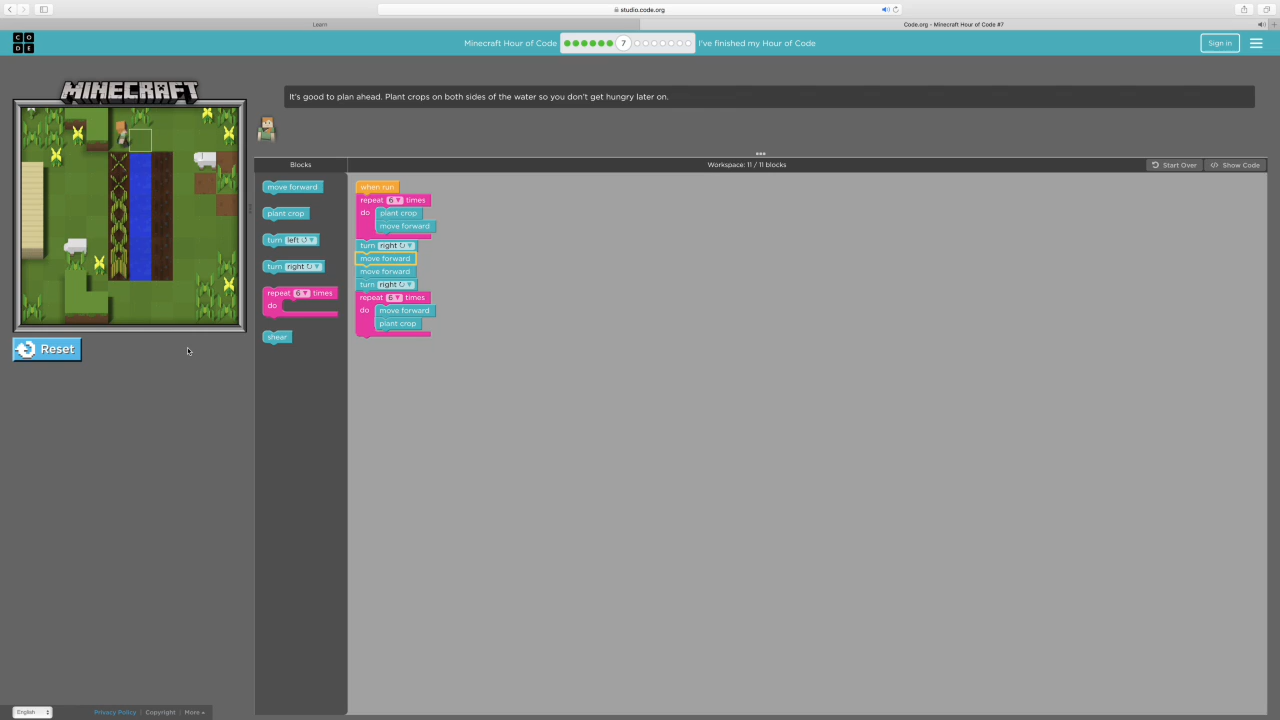 studio.code.org
Learn
Code.org - Minecraft Hour of Code #7
C O D E
Minecraft Hour of Code
7
I've finished my Hour of Code
Sign in
MINECRAFT
It's good to plan ahead. Plant crops on both sides of the water so you don't get hungry later on.
Blocks
Workspace: 11 / 11 blocks
Start Over
Show Code
move forward
plant crop
turn left
turn right
repeat 6 times
do
shear
when run
repeat 6 times
do plant crop
move forward
turn right
move forward
move forward
turn right
repeat 6 times
do move forward
plant crop
Reset
English
Privacy Policy
Copyright
More